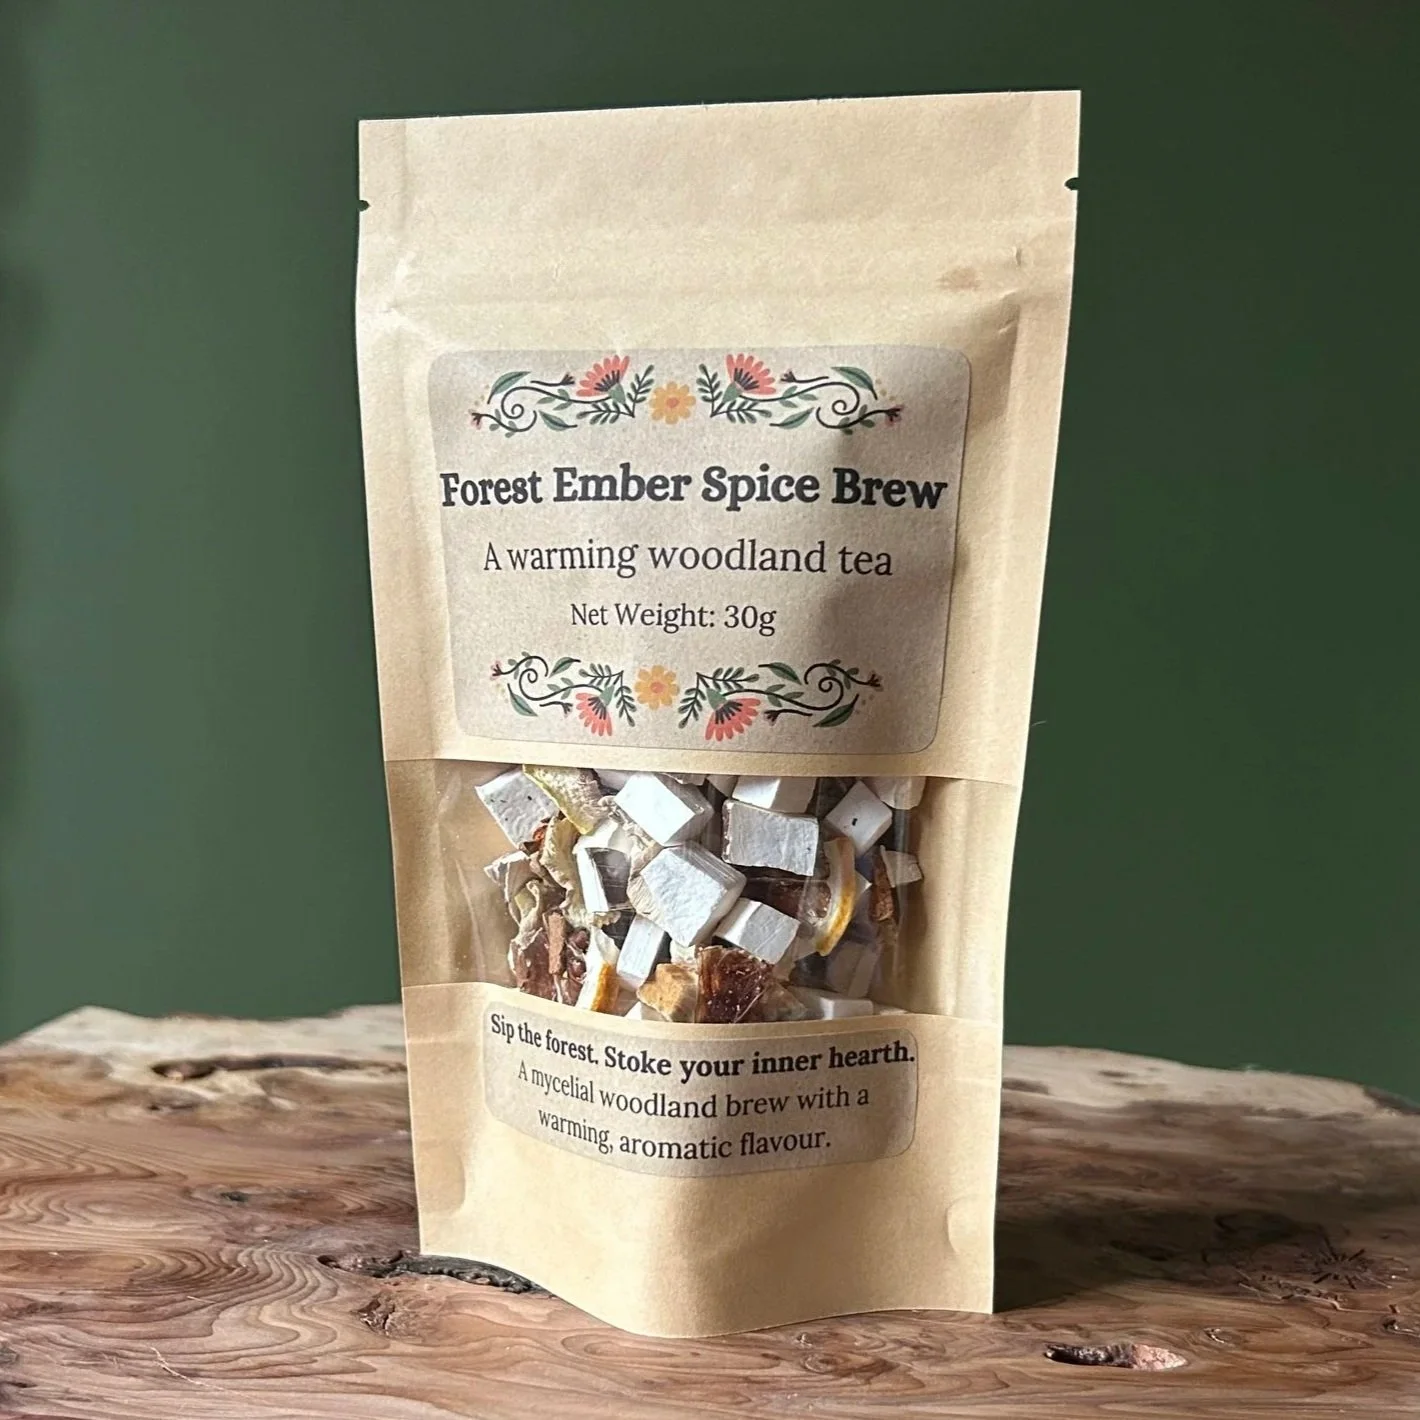 Forest Ember Spice Brew
A warming woodland tea
Net Weight: 30g
Sip the forest. Stoke your inner hearth.
A mycelial woodland brew with a
warming, aromatic flavour.